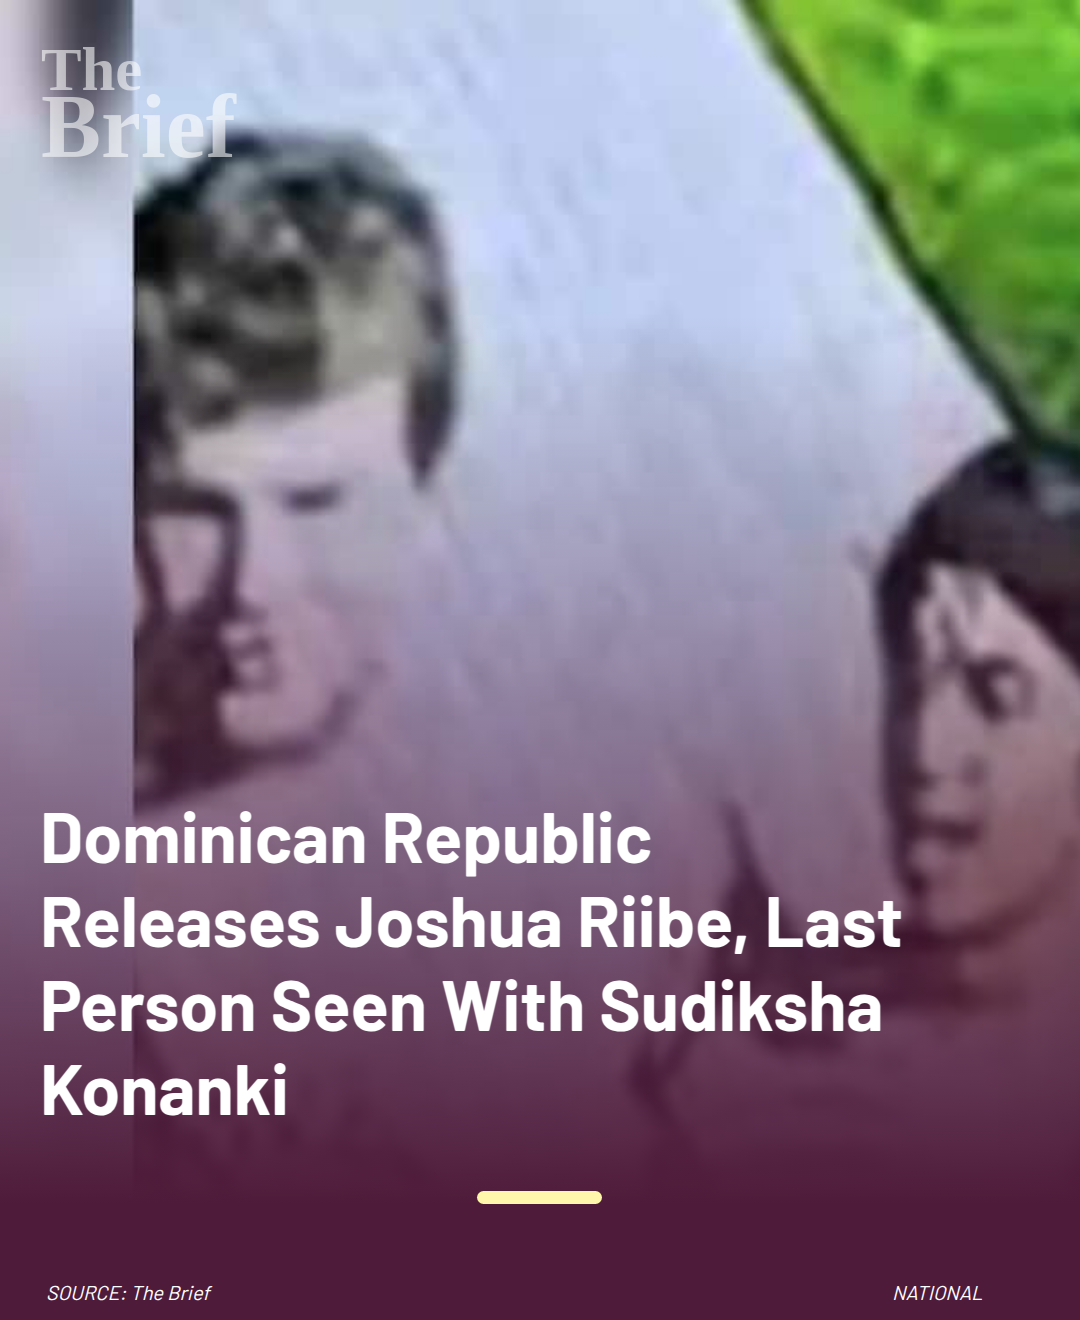 The
Brief
Dominican Republic
Releases Joshua Riibe, Last
Person Seen With Sudiksha
Konanki
SOURCE: The Brief
NATIONAL